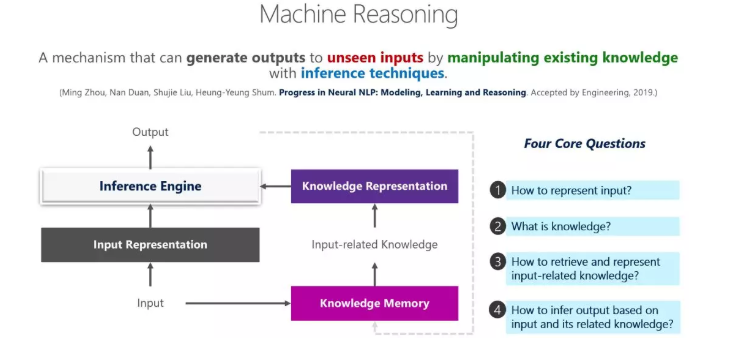 Machine Reasoning
A mechanism that can generate outputs to unseen inputs by manipulating existing knowledge
with inference techniques.
(Ming Zhou, Nan Duan, Shujie Liu, Heung-Yeung Shum. Progress in Neural NLP: Modeling, Learning and Reasoning. Accepted by Engineering, 2019.)
Output
Four Core Questions
Inference Engine
Knowledge Representation
1 How to represent input?
2 What is knowledge?
Input Representation
Input-related Knowledge
3 How to retrieve and represent
input-related knowledge?
Input
Knowledge Memory
4 How to infer output based on
input and its related knowledge?